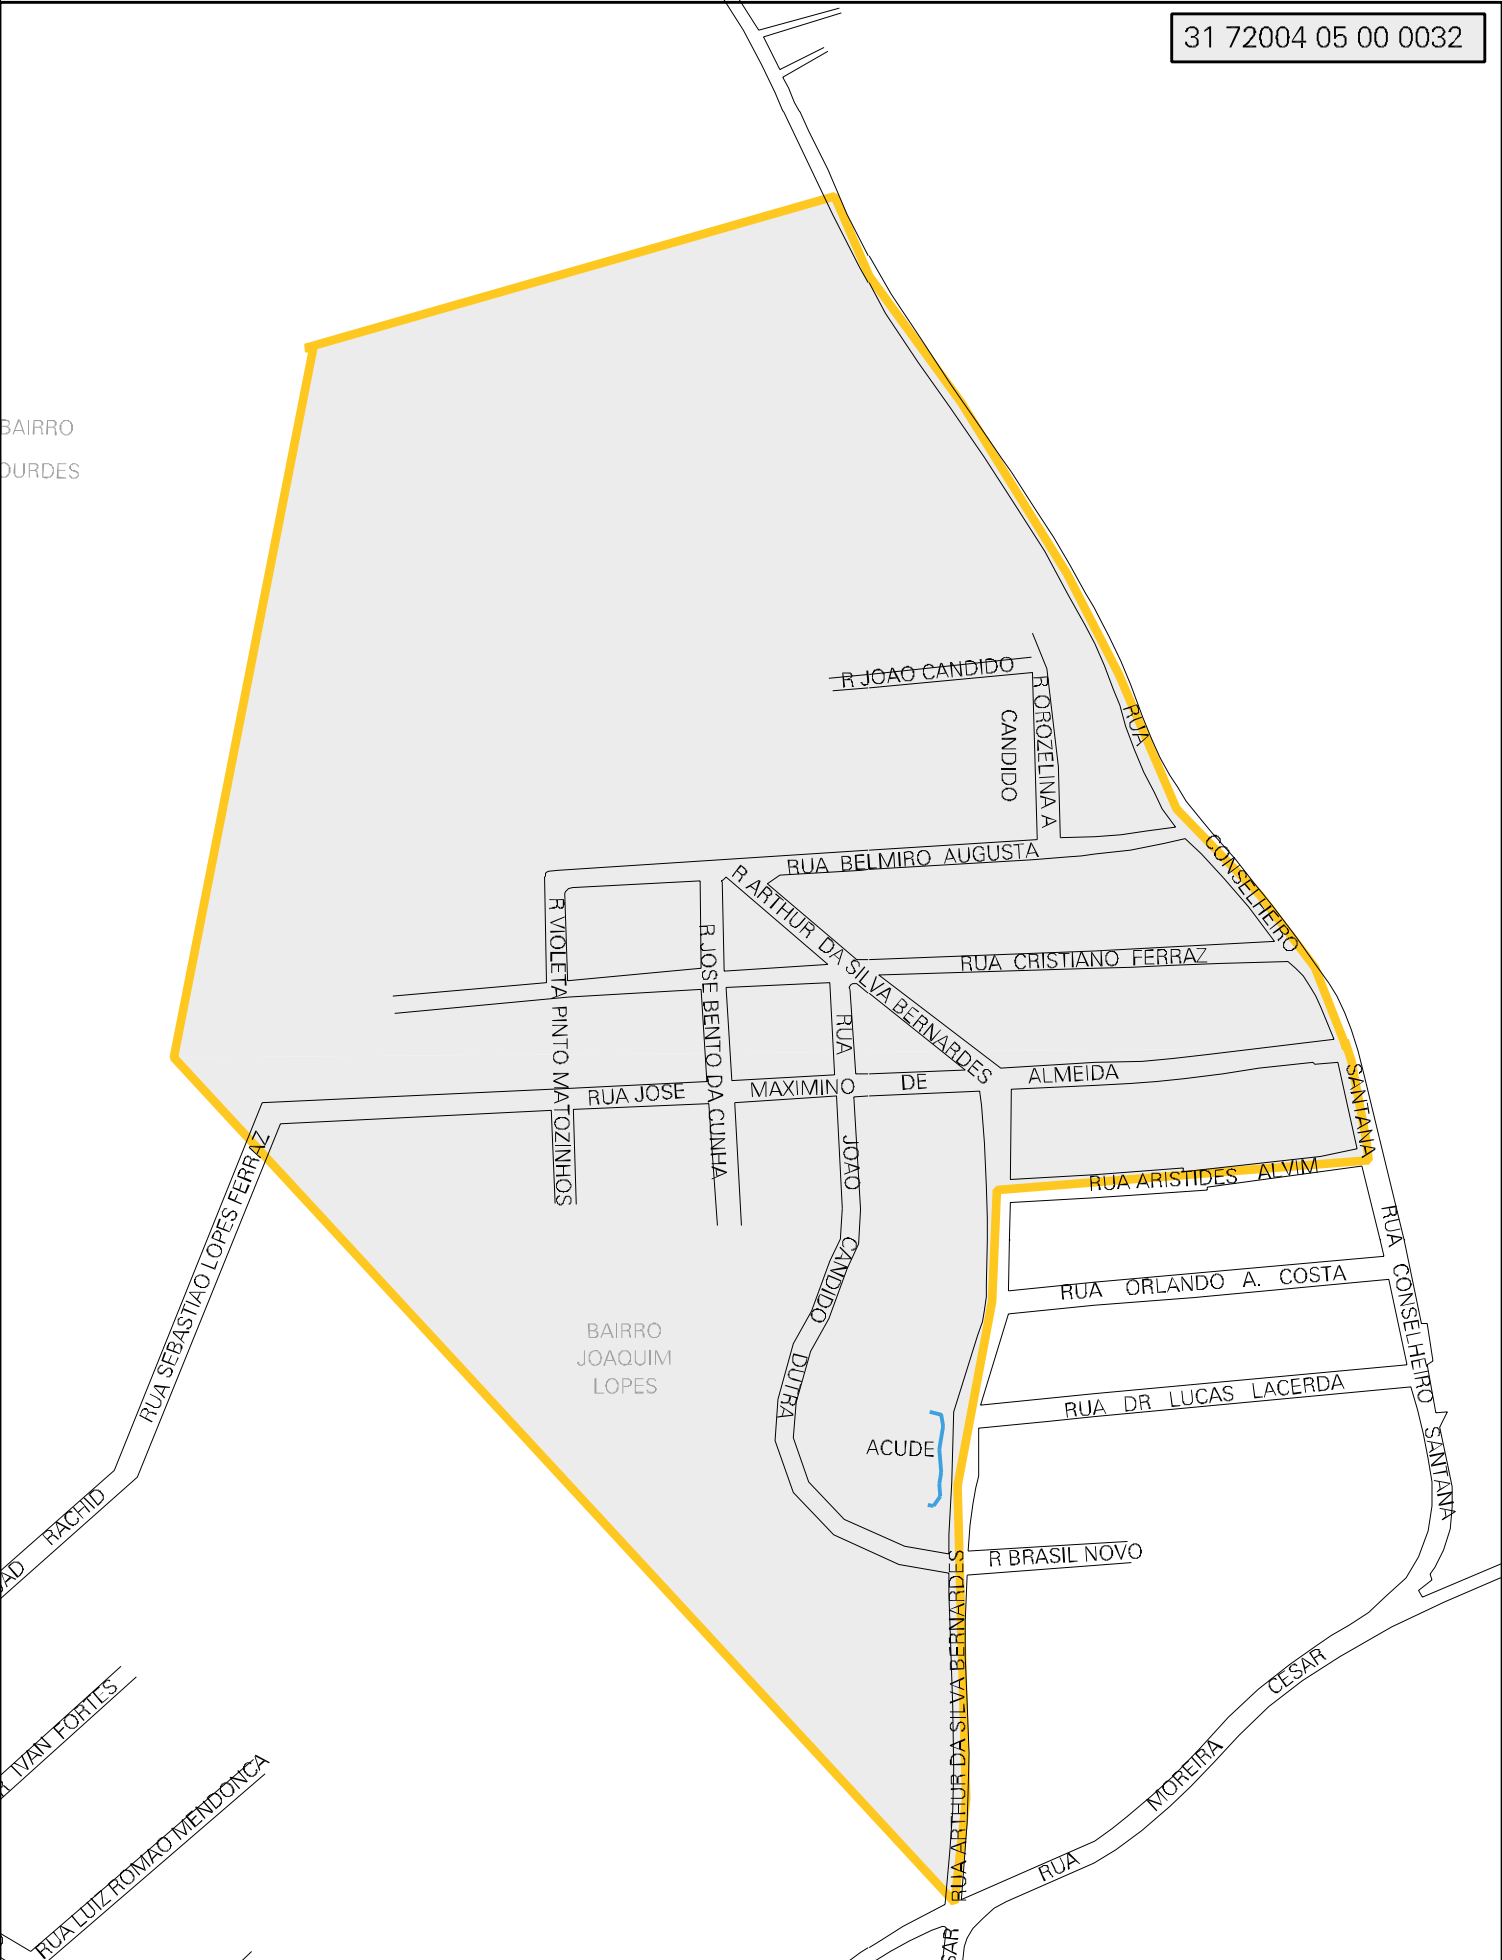 31 72004 05 00 0032
BAIRRO
OURDES
R JOAO CANDIDO
R OROZELINA A
CANDIDO
RUA
CONSELHEIRO
SANTANA
RUA BELMIRO AUGUSTA
R ARTHUR DA SILVA BERNARDES
R VIOLETA PINTO MATOZINHOS
R JOSE BENTO DA CUNHA
RUA CRISTIANO FERRAZ
RUA JOSE MAXIMINO DE ALMEIDA
RUA JOAO CANDIDO DUTRA
RUA ARISTIDES ALVIM
RUA SEBASTIAO LOPES FERRAZ
RUA CONSELHEIRO SANTANA
RUA ORLANDO A. COSTA
BAIRRO
JOAQUIM
LOPES
RUA DR LUCAS LACERDA
ACUDE
R BRASIL NOVO
AD RACHID
RUA ARTHUR DA SILVA BERNARDES
R IVAN FORTES
RUA LUIZ ROMAO MENDONCA
RUA MOREIRA CESAR
SAR